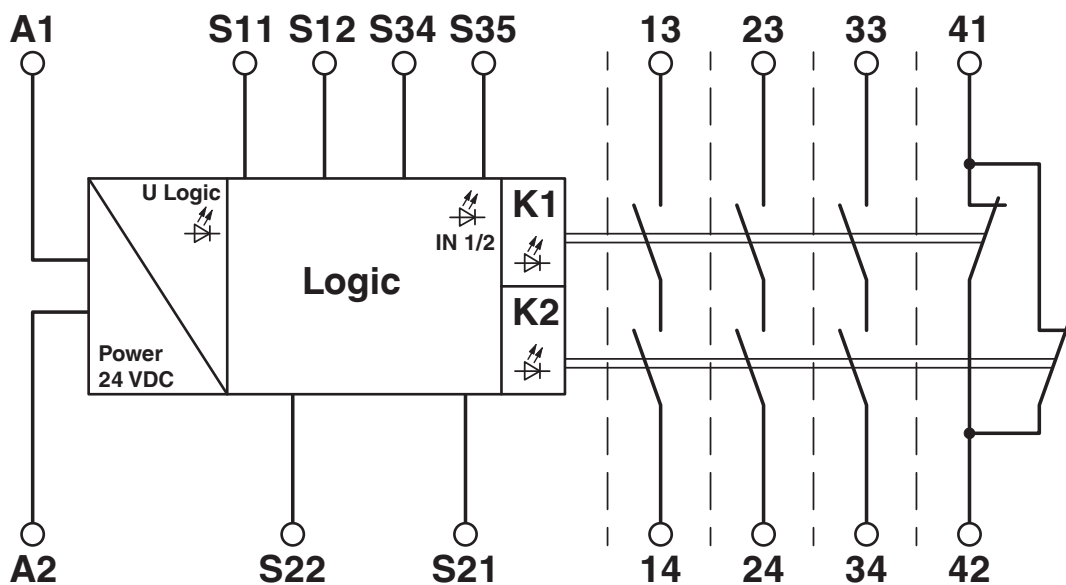 A1 S11 S12 S34 S35 13 23 33 41
U Logic
K1
IN 1/2
Logic
K2
Power
24 VDC
A2 S22 S21 14 24 34 42